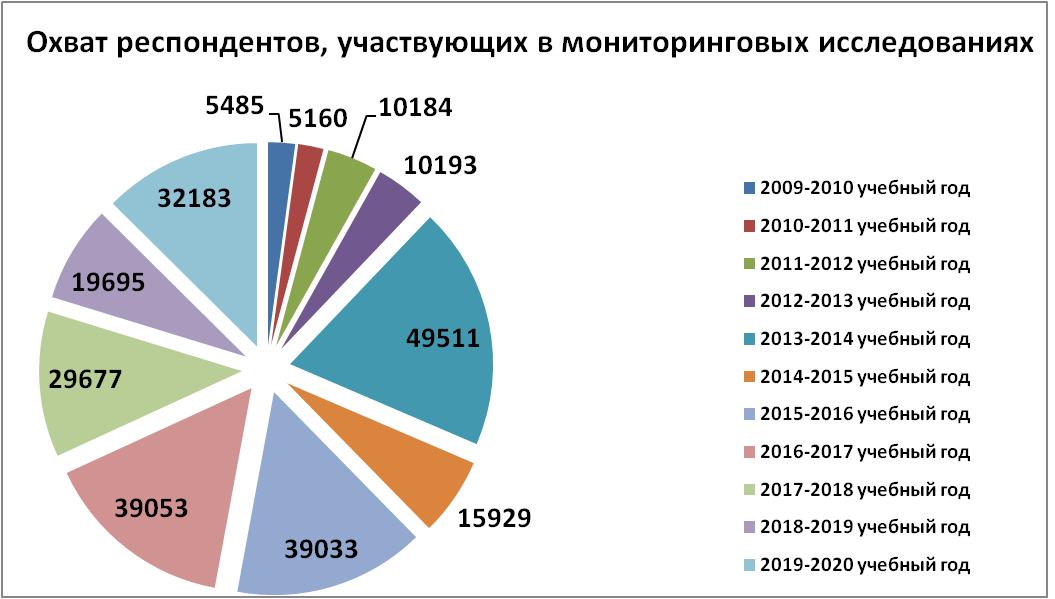 Охват респондентов, участвующих в мониторинговых исследованиях
5485
5160
10184
10193
49511
15929
39033
39053
29677
19695
32183
2009-2010 учебный год
2010-2011 учебный год
2011-2012 учебный год
2012-2013 учебный год
2013-2014 учебный год
2014-2015 учебный год
2015-2016 учебный год
2016-2017 учебный год
2017-2018 учебный год
2018-2019 учебный год
2019-2020 учебный год